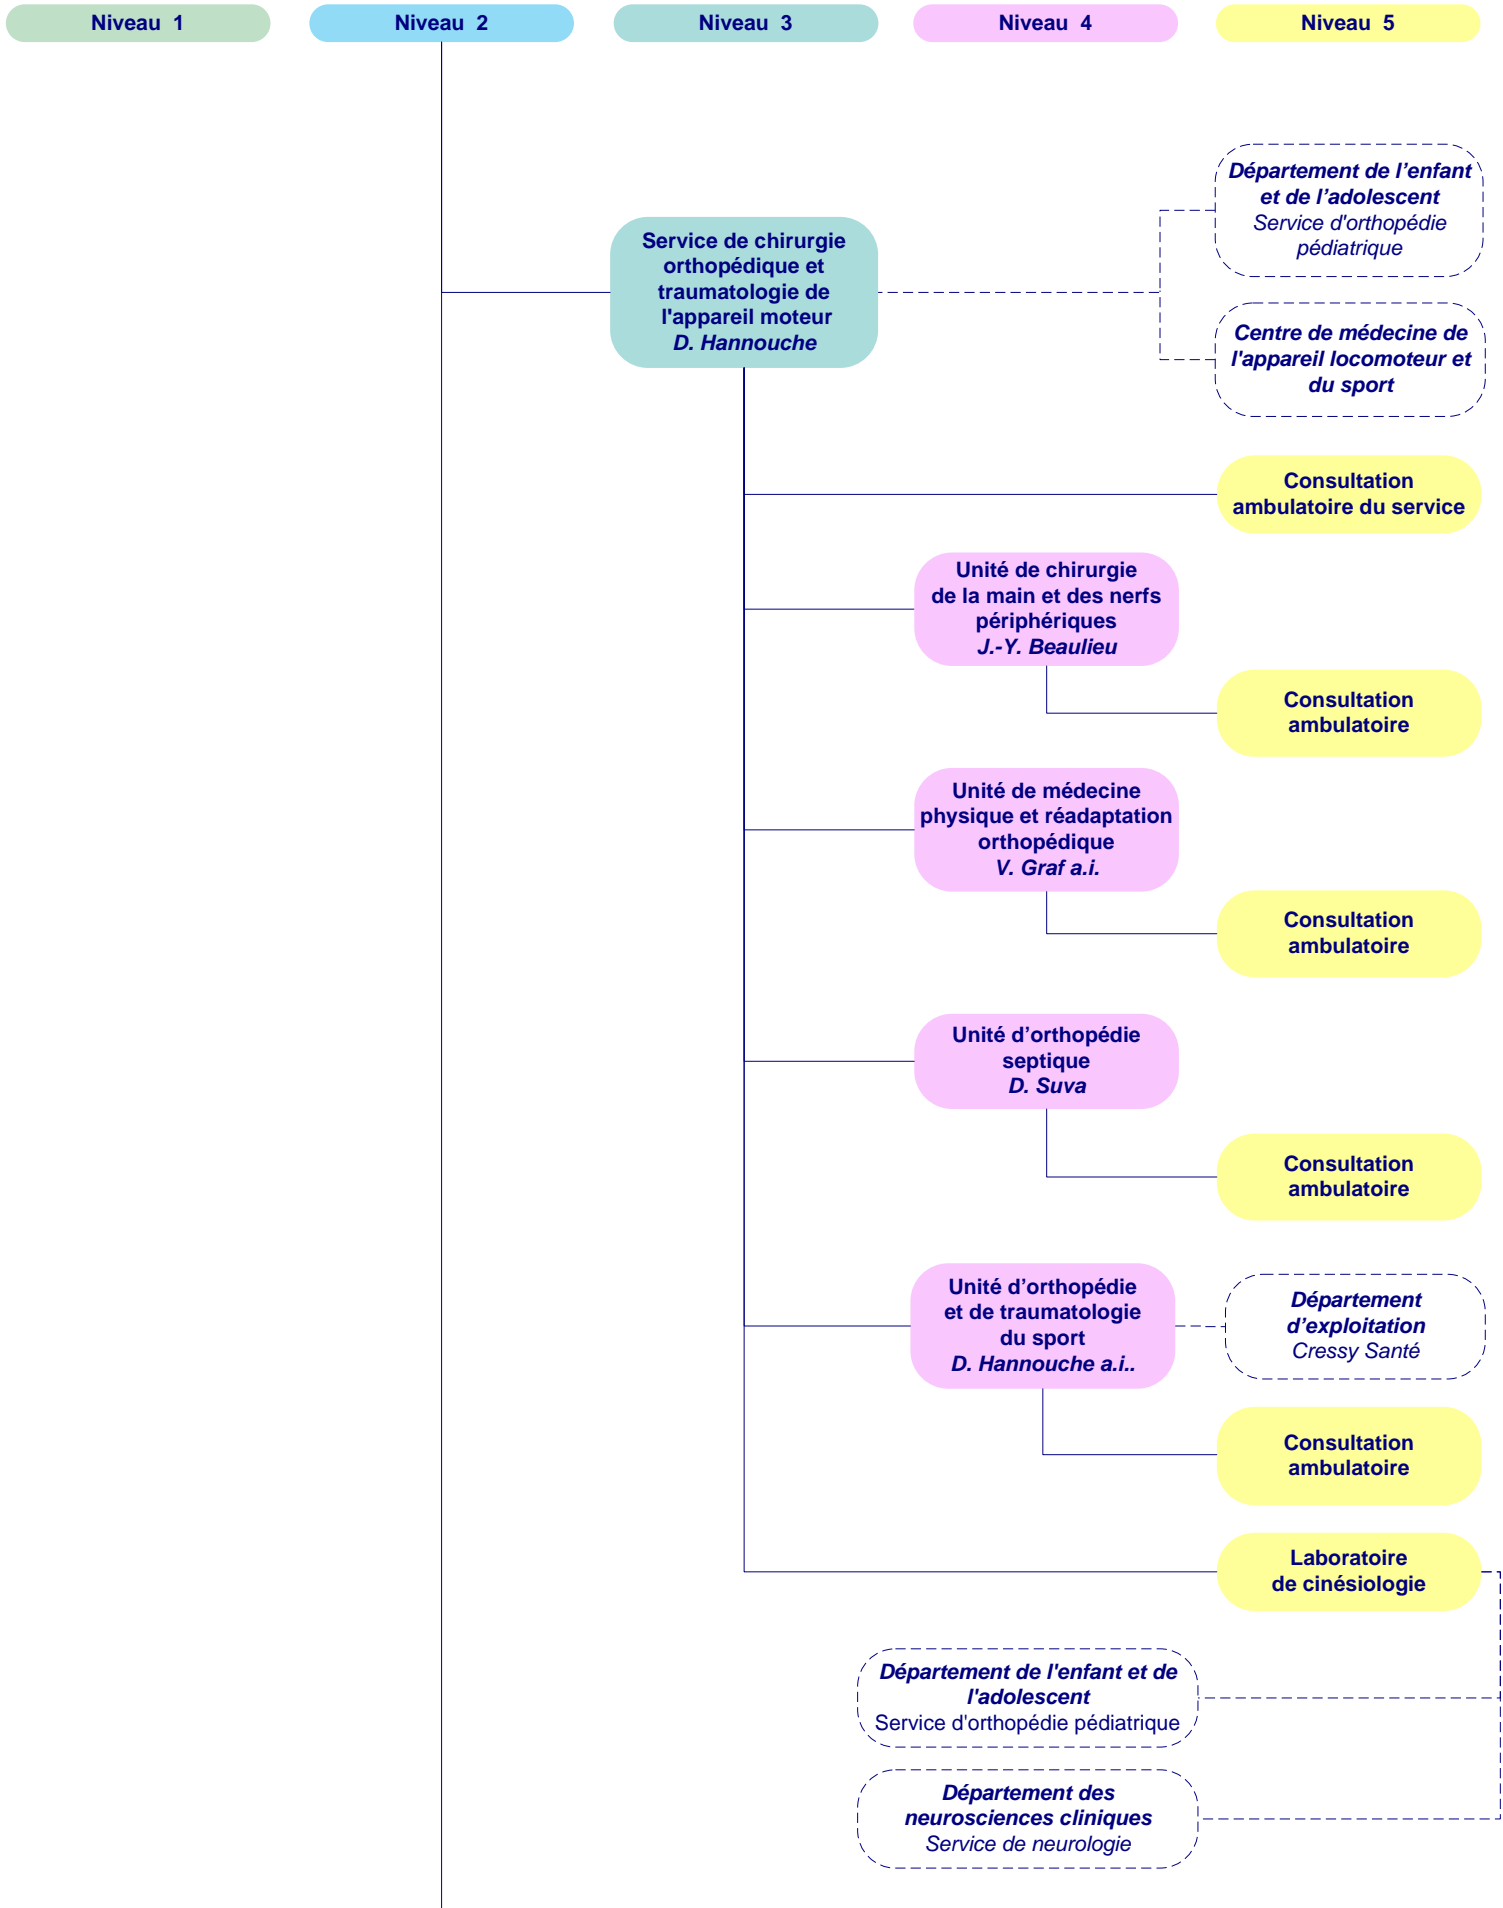 Niveau 1
Niveau 2
Niveau 3
Niveau 4
Niveau 5
Département de l’enfant
et de l’adolescent
Service d'orthopédie
pédiatrique
Service de chirurgie
orthopédique et
traumatologie de
l'appareil moteur
D. Hannouche
Centre de médecine de
l'appareil locomoteur et
du sport
Consultation
ambulatoire du service
Unité de chirurgie
de la main et des nerfs
périphériques
J.-Y. Beaulieu
Consultation
ambulatoire
Unité de médecine
physique et réadaptation
orthopédique
V. Graf a.i.
Consultation
ambulatoire
Unité d’orthopédie
septique
D. Suva
Consultation
ambulatoire
Unité d’orthopédie
et de traumatologie
du sport
D. Hannouche a.i..
Département
d’exploitation
Cressy Santé
Consultation
ambulatoire
Laboratoire
de cinésiologie
Département de l'enfant et de
l'adolescent
Service d'orthopédie pédiatrique
Département des
neurosciences cliniques
Service de neurologie